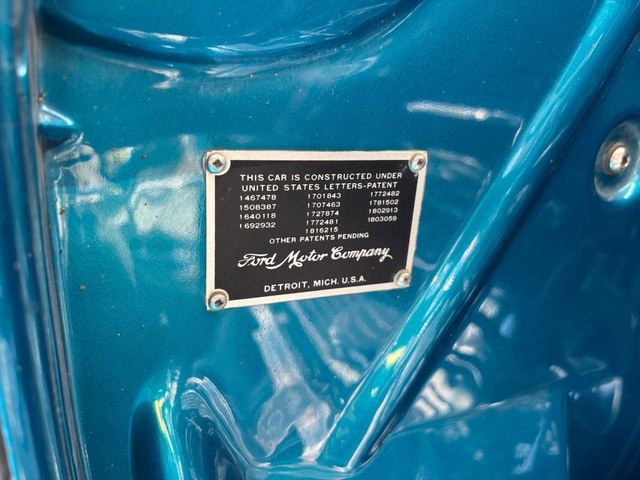 THIS CAR IS CONSTRUCTED UNDER
UNITED STATES LETTERS-PATENT
1467478 1701843 1772482
1508387 1707463 1781502
1640118 1727874 1802913
1692932 1772481 1803059
1816215
OTHER PATENTS PENDING
Ford Motor Company
DETROIT, MICH. U.S.A.